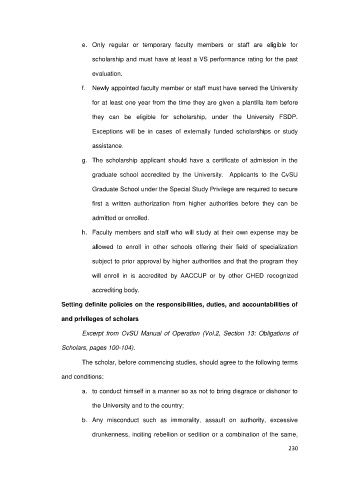 e. Only regular or temporary faculty members or staff are eligible for
scholarship and must have at least a VS performance rating for the past
evaluation.
f. Newly appointed faculty member or staff must have served the University
for at least one year from the time they are given a plantilla item before
they can be eligible for scholarship, under the University FSDP.
Exceptions will be in cases of externally funded scholarships or study
assistance.
g. The scholarship applicant should have a certificate of admission in the
graduate school accredited by the University. Applicants to the CvSU
Graduate School under the Special Study Privilege are required to secure
first a written authorization from higher authorities before they can be
admitted or enrolled.
h. Faculty members and staff who will study at their own expense may be
allowed to enroll in other schools offering their field of specialization
subject to prior approval by higher authorities and that the program they
will enroll in is accredited by AACCUP or by other CHED recognized
accrediting body.
Setting definite policies on the responsibilities, duties, and accountabilities of
and privileges of scholars
Excerpt from CvSU Manual of Operation (Vol.2, Section 13: Obligations of
Scholars, pages 100-104).
The scholar, before commencing studies, should agree to the following terms
and conditions:
a. to conduct himself in a manner so as not to bring disgrace or dishonor to
the University and to the country;
b. Any misconduct such as immorality, assault on authority, excessive
drunkenness, inciting rebellion or sedition or a combination of the same,
230